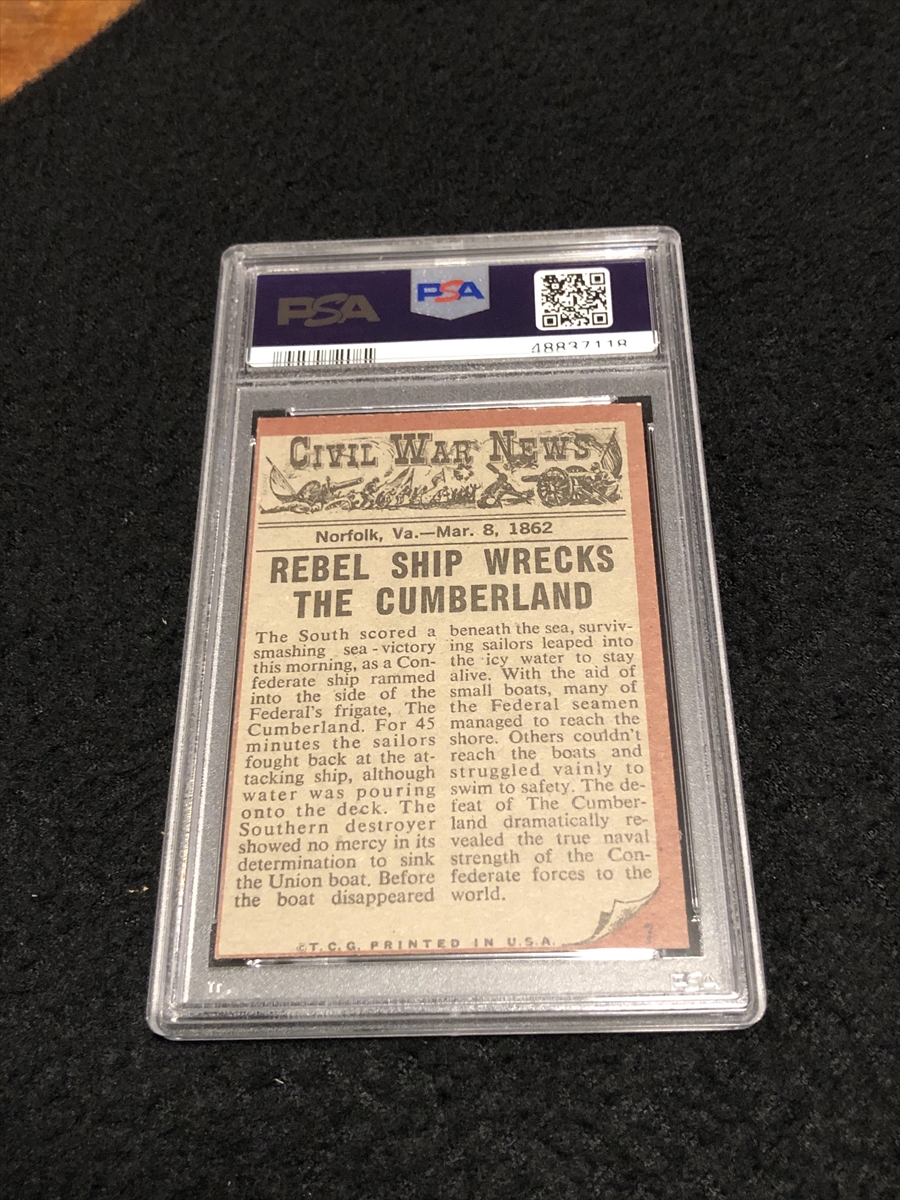 PSA
PSA
48837118
CIVIL WAR NEWS
Norfolk, Va.—Mar. 8, 1862
REBEL SHIP WRECKS
THE CUMBERLAND
The South scored a
smashing sea-victory
this morning, as a Con-
federate ship rammed
into the side of the
Federal's frigate, The
Cumberland. For 45
minutes the sailors
fought back at the at-
tacking ship, although
water was pouring
onto the deck. The
Southern destroyer
showed no mercy in its
determination to sink
the Union boat. Before
the boat disappeared
beneath the sea, surviv-
ing sailors leaped into
the icy water to stay
alive. With the aid of
small boats, many of
the Federal seamen
managed to reach the
shore. Others couldn't
reach the boats and
struggled vainly to
swim to safety. The de-
feat of The Cumber-
land dramatically re-
vealed the true naval
strength of the Con-
federate forces to the
world.
©T.C.G. PRINTED IN U.S.A.
7
PSA